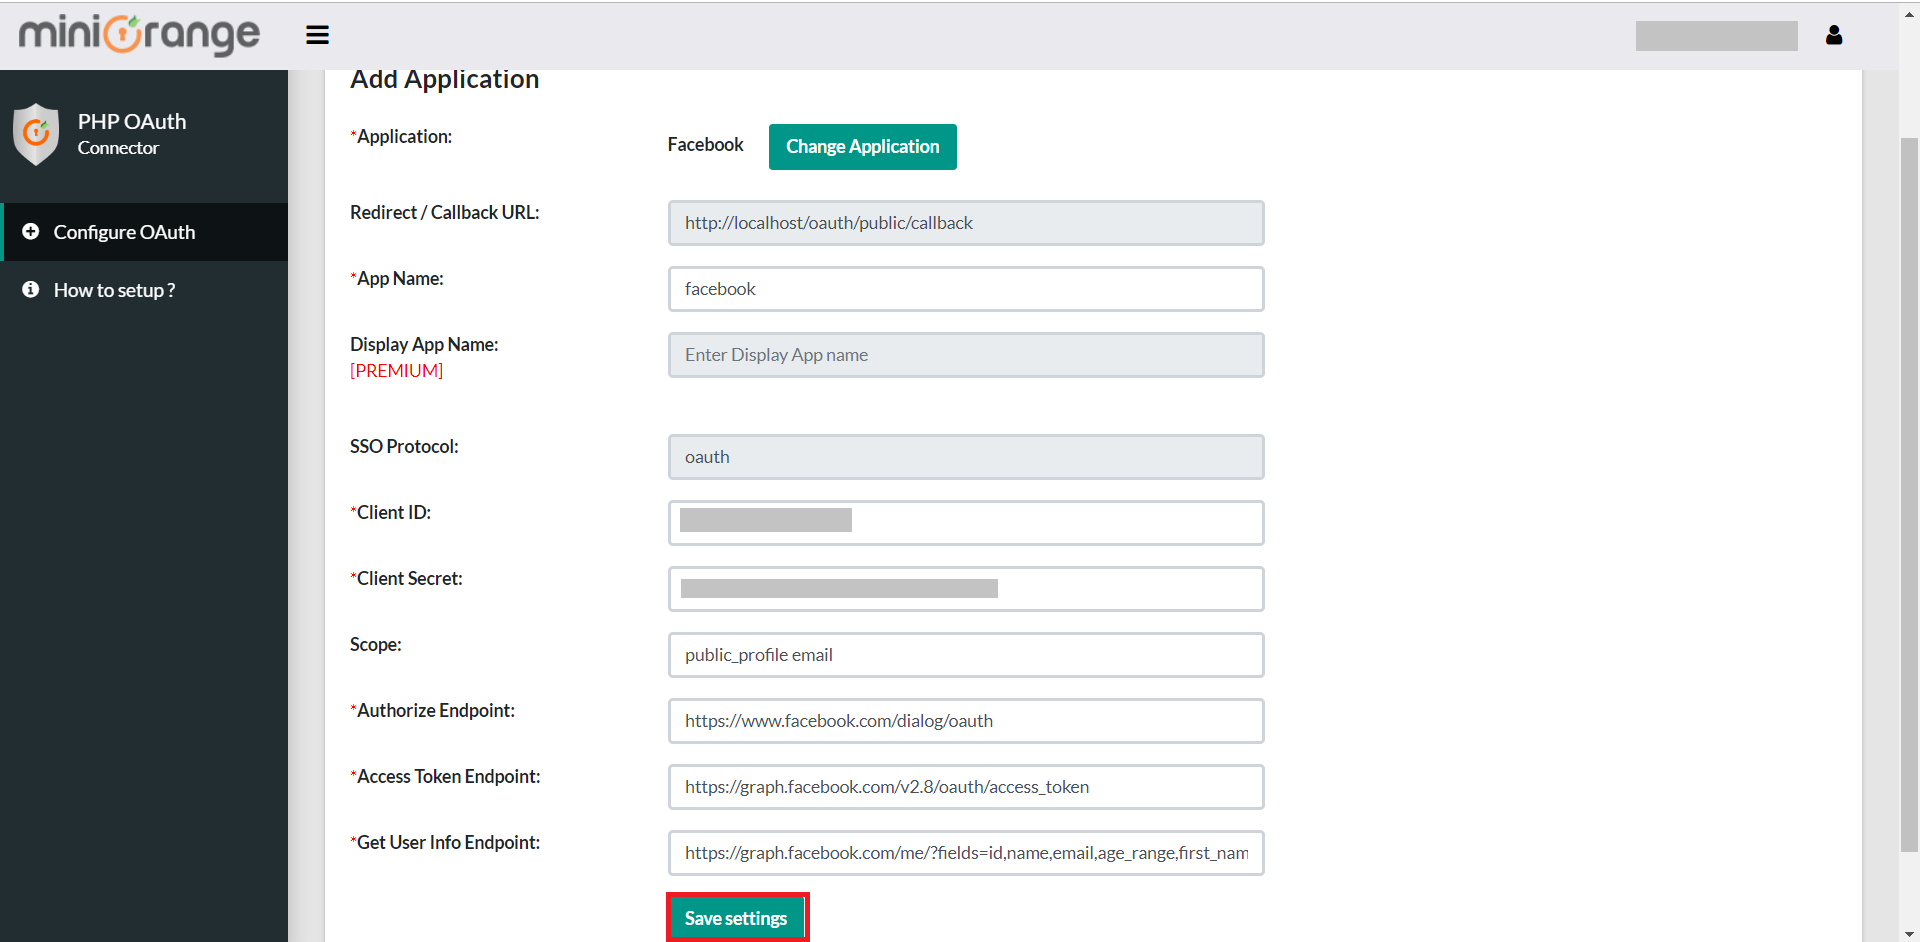 miniOrange
PHP OAuth
Connector
Configure OAuth
How to setup ?
Add Application
*Application:
Facebook
Change Application
Redirect / Callback URL:
http://localhost/oauth/public/callback
*App Name:
facebook
Display App Name:
[PREMIUM]
Enter Display App name
SSO Protocol:
oauth
*Client ID:
*Client Secret:
Scope:
public_profile email
*Authorize Endpoint:
https://www.facebook.com/dialog/oauth
*Access Token Endpoint:
https://graph.facebook.com/v2.8/oauth/access_token
*Get User Info Endpoint:
https://graph.facebook.com/me/?fields=id,name,email,age_range,first_nam
Save settings